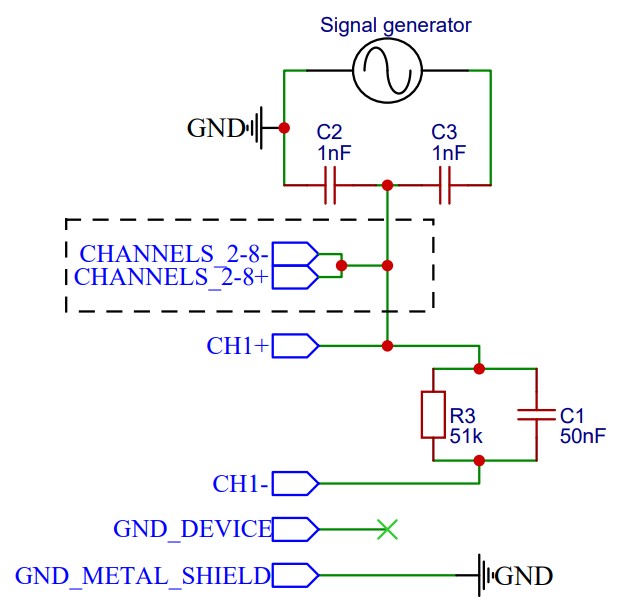 Signal generator
GND
C2
1nF
C3
1nF
CHANNELS_2-8-
CHANNELS_2-8+
CH1+
R3
51k
C1
50nF
CH1-
GND_DEVICE
GND_METAL_SHIELD
GND